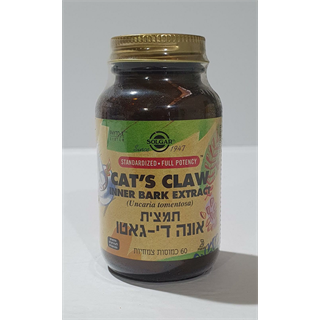 SOLGAR
Since 1947
STANDARDIZED • FULL POTENCY
CAT'S CLAW
INNER BARK EXTRACT
(Uncaria tomentosa)
תמצית
אונה די-גאטו
60 כמוסות צמחיות